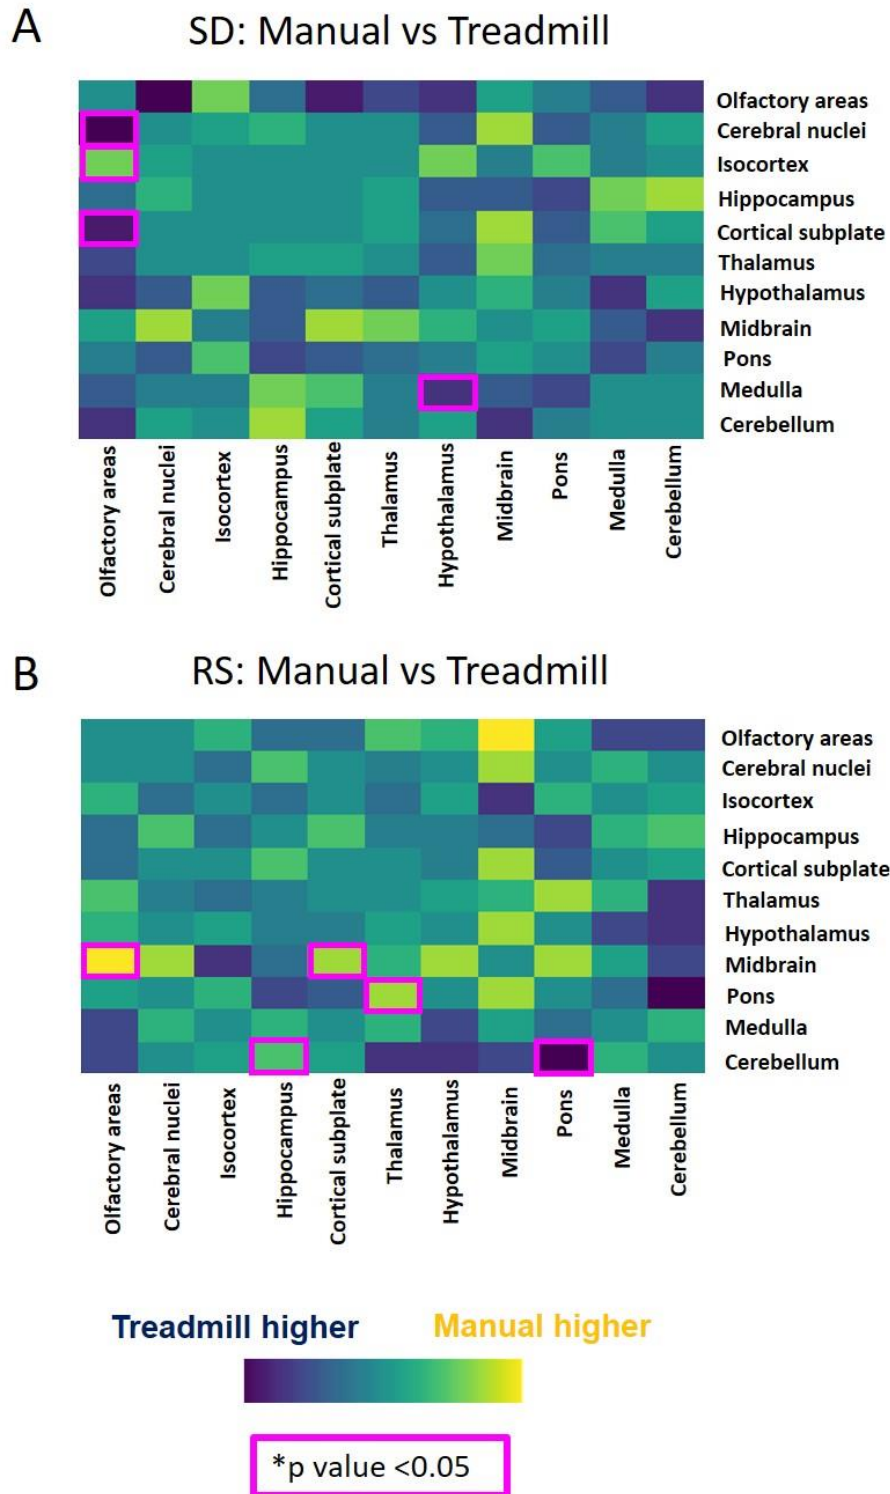 A
SD: Manual vs Treadmill
Olfactory areas
Cerebral nuclei
Isocortex
Hippocampus
Cortical subplate
Thalamus
Hypothalamus
Midbrain
Pons
Medulla
Cerebellum
Olfactory areas
Cerebral nuclei
Isocortex
Hippocampus
Cortical subplate
Thalamus
Hypothalamus
Midbrain
Pons
Medulla
Cerebellum
B
RS: Manual vs Treadmill
Olfactory areas
Cerebral nuclei
Isocortex
Hippocampus
Cortical subplate
Thalamus
Hypothalamus
Midbrain
Pons
Medulla
Cerebellum
Olfactory areas
Cerebral nuclei
Isocortex
Hippocampus
Cortical subplate
Thalamus
Hypothalamus
Midbrain
Pons
Medulla
Cerebellum
Treadmill higher Manual higher
*p value <0.05